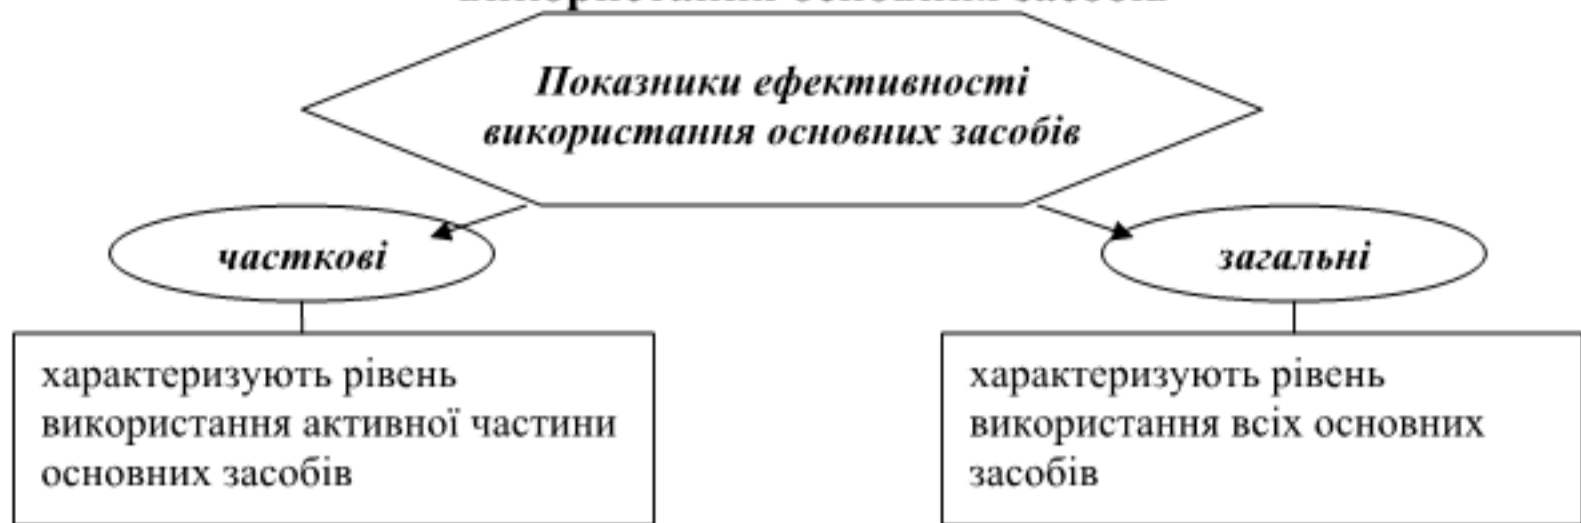 Показники ефективності
використання основних засобів
часткові
загальні
характеризують рівень
використання активної частини
основних засобів
характеризують рівень
використання всіх основних
засобів